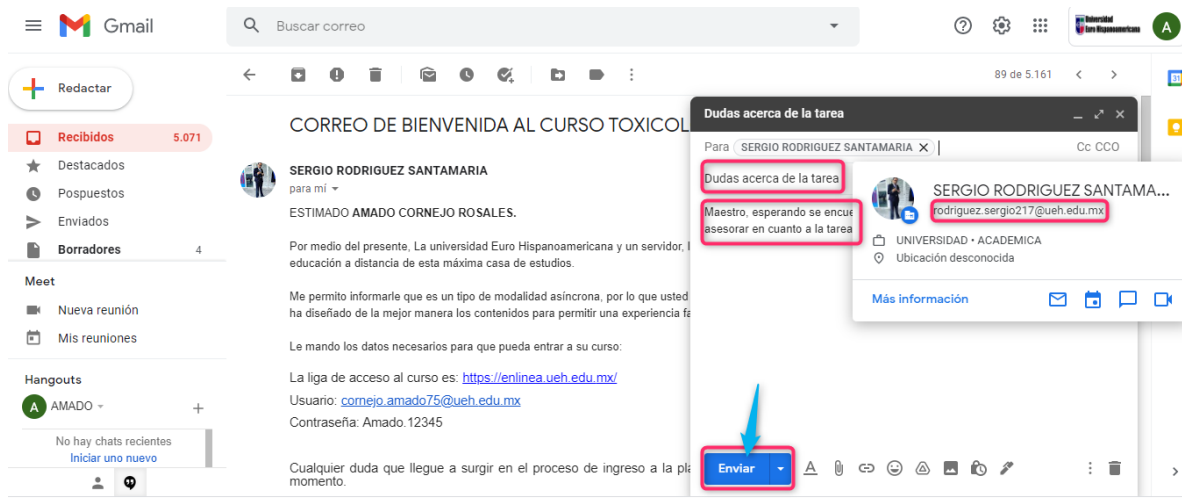 Gmail
Buscar correo
Universidad
Euro Hispanoamericana
A
Redactar
89 de 5.161
31
Recibidos 5.071
Destacados
Pospuestos
Enviados
Borradores 4
Meet
Nueva reunión
Mis reuniones
Hangouts
A AMADO
No hay chats recientes
Iniciar uno nuevo
CORREO DE BIENVENIDA AL CURSO TOXICOL
SERGIO RODRIGUEZ SANTAMARIA
para mí
ESTIMADO AMADO CORNEJO ROSALES.
Por medio del presente, La universidad Euro Hispanoamericana y un servidor, l
educación a distancia de esta máxima casa de estudios.
Me permito informarle que es un tipo de modalidad asíncrona, por lo que usted
ha diseñado de la mejor manera los contenidos para permitir una experiencia fa
Le mando los datos necesarios para que pueda entrar a su curso:
La liga de acceso al curso es: https://enlinea.ueh.edu.mx/
Usuario: cornejo.amado75@ueh.edu.mx
Contraseña: Amado.12345
Cualquier duda que llegue a surgir en el proceso de ingreso a la pla
momento.
Dudas acerca de la tarea
Para SERGIO RODRIGUEZ SANTAMARIA Cc CCO
Dudas acerca de la tarea
Maestro, esperando se encue
asesorar en cuanto a la tarea
SERGIO RODRIGUEZ SANTAMA...
rodriguez.sergio217@ueh.edu.mx
UNIVERSIDAD • ACADEMICA
Ubicación desconocida
Más información
Enviar